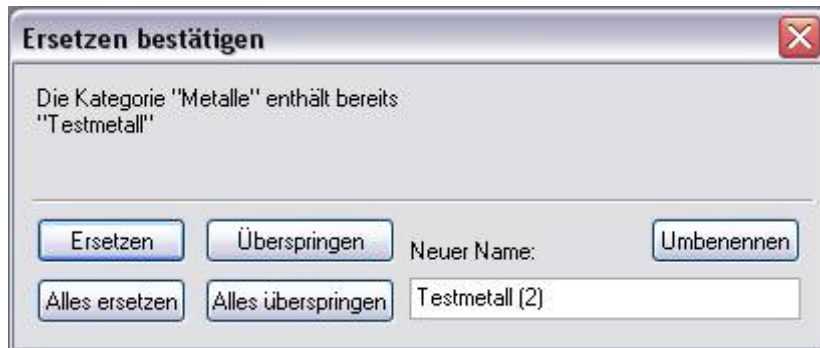 Ersetzen bestätigen
Die Kategorie "Metalle" enthält bereits
"Testmetall"
Ersetzen
Überspringen
Neuer Name:
Umbenennen
Alles ersetzen
Alles überspringen
Testmetall (2)